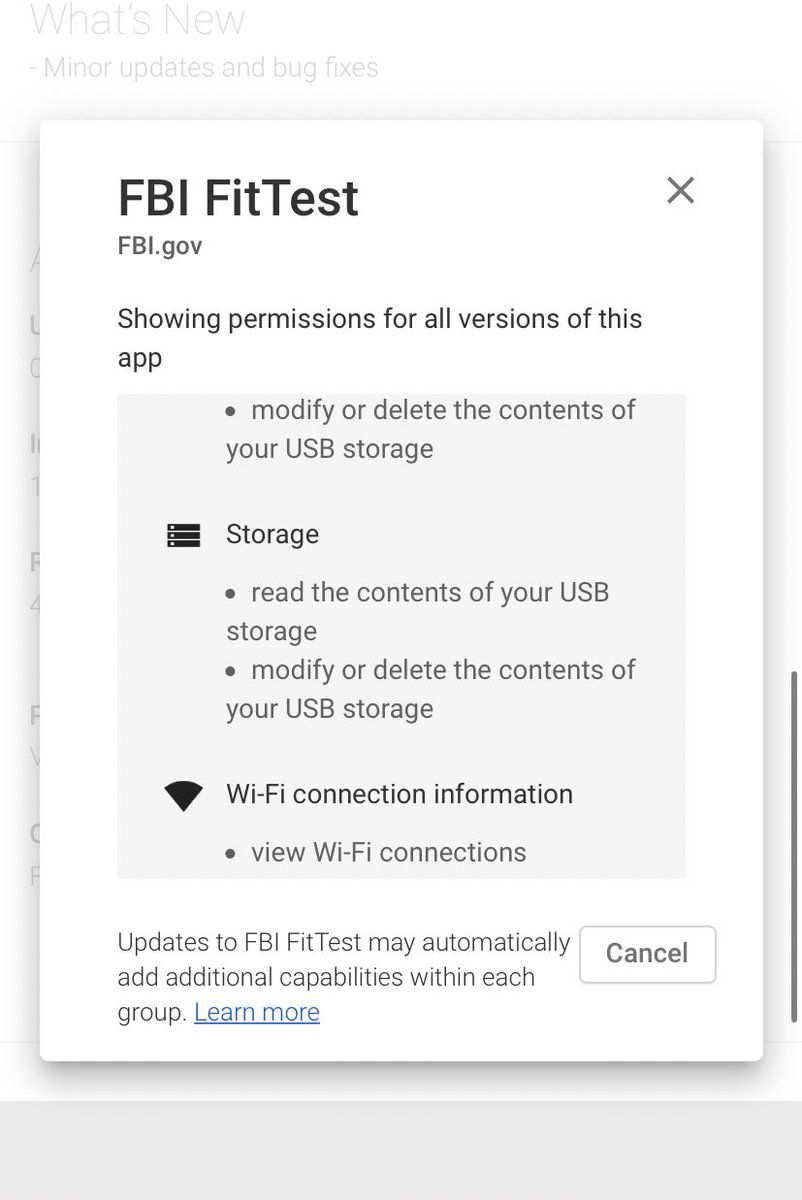 What's New
- Minor updates and bug fixes
FBI FitTest
FBI.gov
Showing permissions for all versions of this
app
• modify or delete the contents of
your USB storage
Storage
• read the contents of your USB
storage
• modify or delete the contents of
your USB storage
Wi-Fi connection information
• view Wi-Fi connections
Updates to FBI FitTest may automatically
add additional capabilities within each
group. Learn more
Cancel